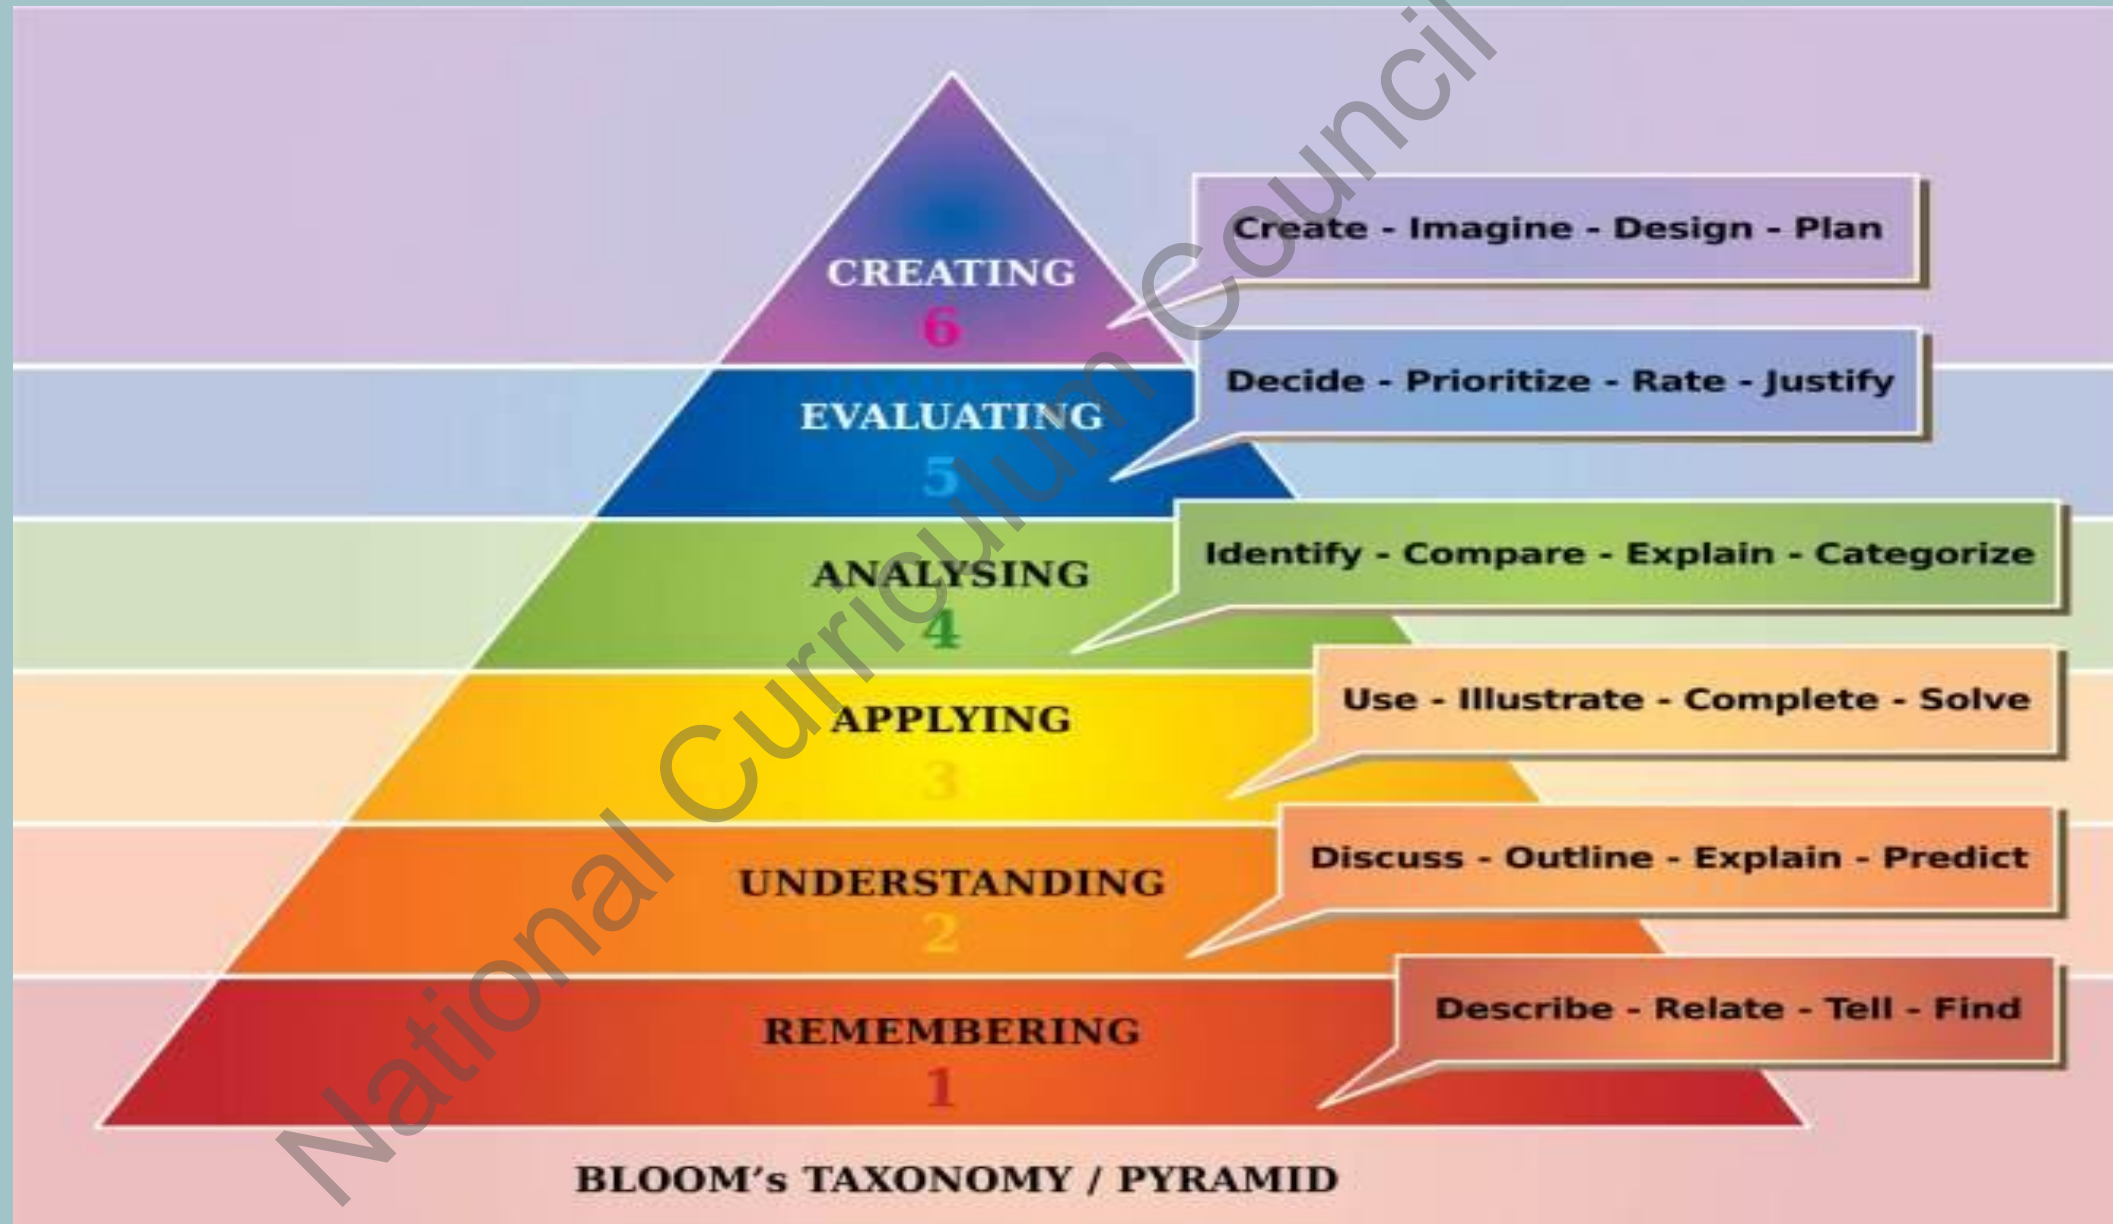 CREATING
6
Create - Imagine - Design - Plan
EVALUATING
5
Decide - Prioritize - Rate - Justify
ANALYSING
4
Identify - Compare - Explain - Categorize
APPLYING
3
Use - Illustrate - Complete - Solve
UNDERSTANDING
2
Discuss - Outline - Explain - Predict
REMEMBERING
1
Describe - Relate - Tell - Find
BLOOM's TAXONOMY / PYRAMID
National Curriculum Council